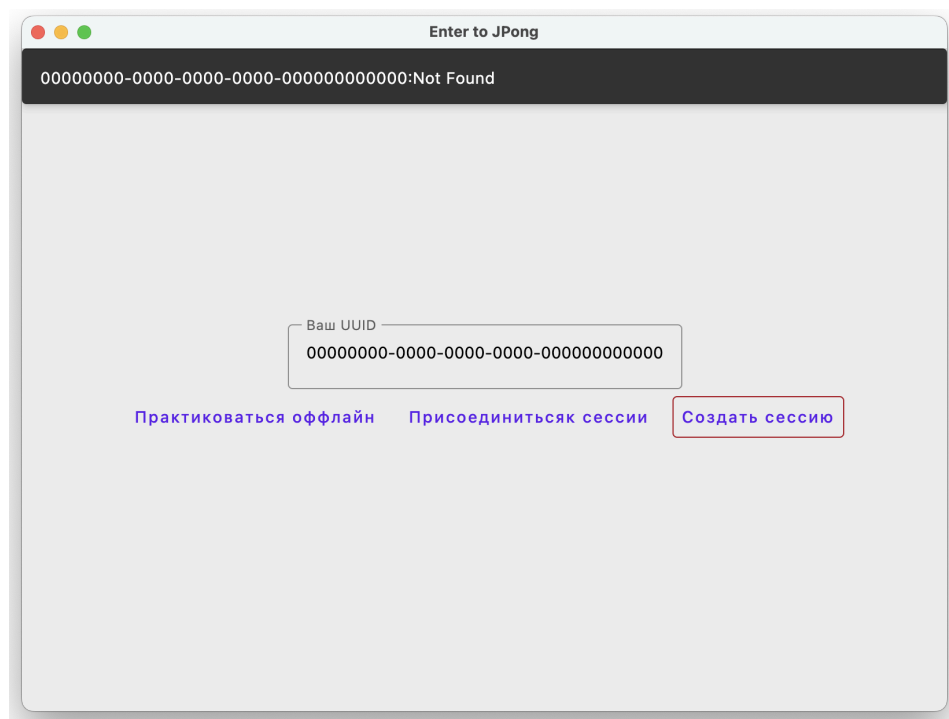 Enter to JPong
00000000-0000-0000-0000-000000000000:Not Found
Ваш UUID
00000000-0000-0000-0000-000000000000
Практиковаться оффлайн Присоединитьсяк сессии Создать сессию